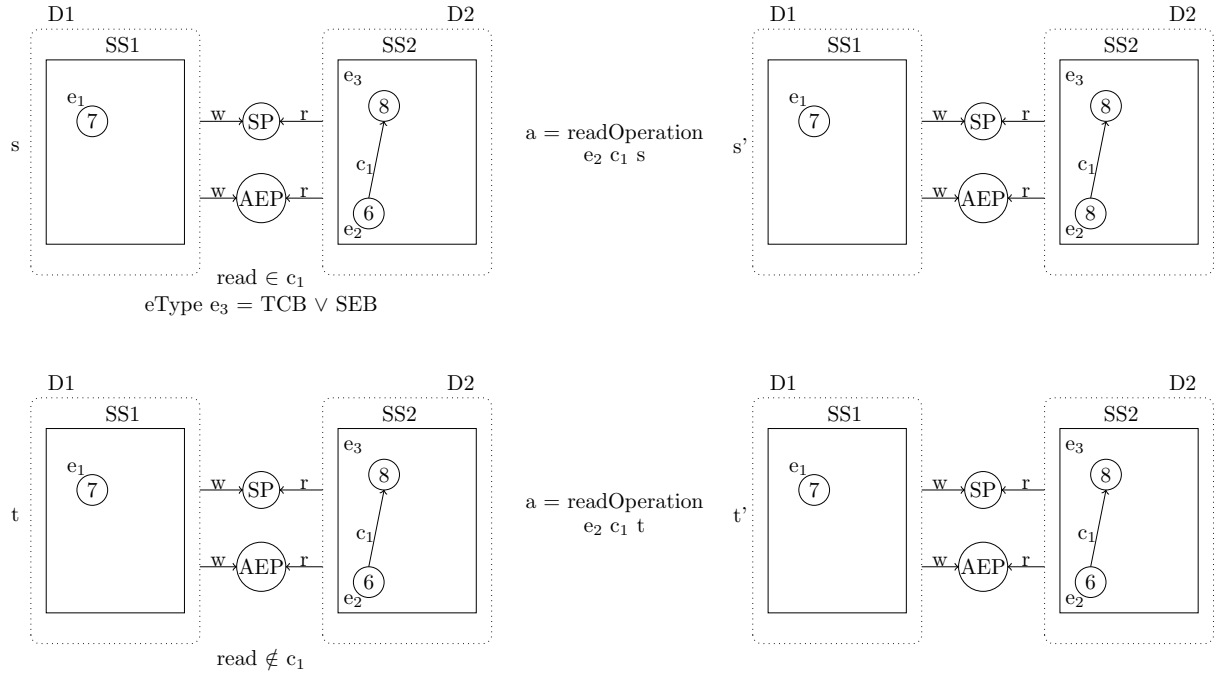 D1 D2 D1 D2
SS1 SS2 SS1 SS2
e₃ e₃
e₁ 8 e₁ 8
7 w SP r a = readOperation 7 w SP r
s c₁ e₂ c₁ s s' c₁
w AEP r w AEP r
6 8
e₂ e₂
read ∈ c₁
eType e₃ = TCB ∨ SEB
D1 D2 D1 D2
SS1 SS2 SS1 SS2
e₃ e₃
e₁ 8 e₁ 8
7 w SP r a = readOperation 7 w SP r
t c₁ e₂ c₁ t t' c₁
w AEP r w AEP r
6 6
e₂ e₂
read ∉ c₁